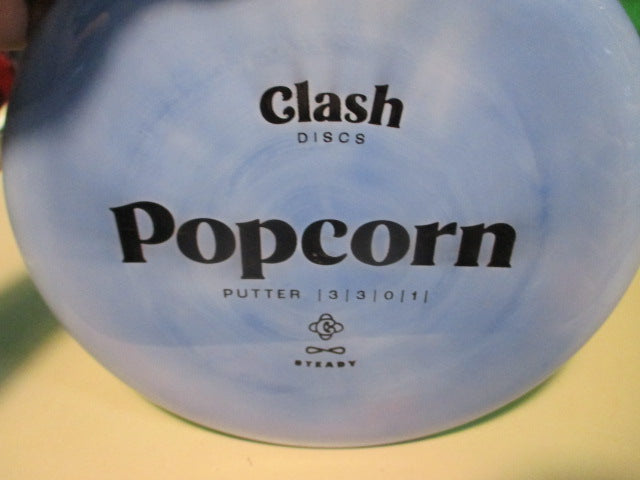 Clash
DISCS
Popcorn
PUTTER |3|3|0|1|
STEADY